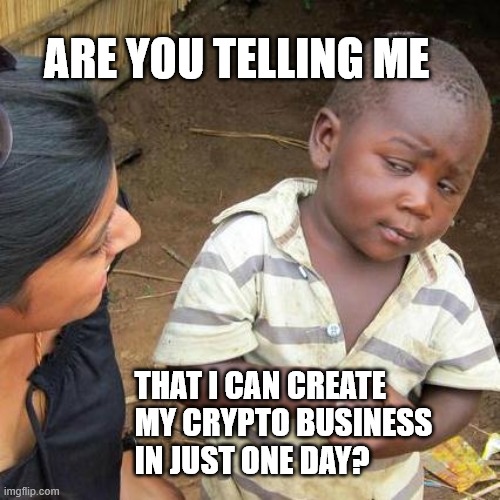 ARE YOU TELLING ME
THAT I CAN CREATE
MY CRYPTO BUSINESS
IN JUST ONE DAY?
imgflip.com